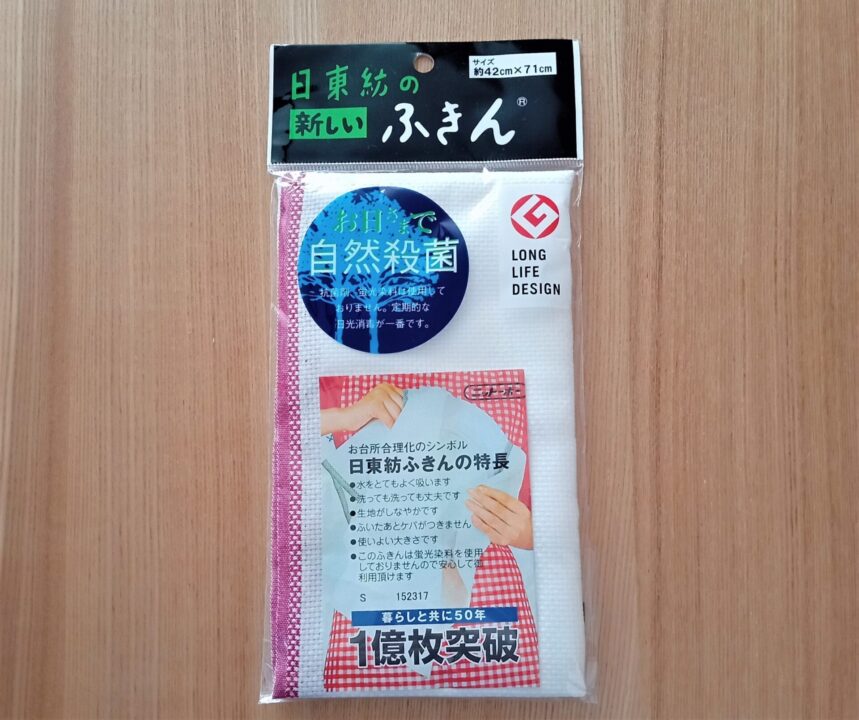 サイズ
約42cm×71cm
日東紡の
新しい
ふきん®
お日さまで
自然殺菌
抗菌剤、蛍光染料は使用して
おりません。定期的な
日光消毒が一番です。
LONG
LIFE
DESIGN
ニットーボー
お台所合理化のシンボル
日東紡ふきんの特長
●水をとてもよく吸います
●洗っても洗っても丈夫です
●生地がしなやかです
●ふいたあとケバがつきません
●使いよい大きさです
●このふきんは蛍光染料を使用
しておりませんので安心して御
利用頂けます
S 152317
暮らしと共に50年
1億枚突破